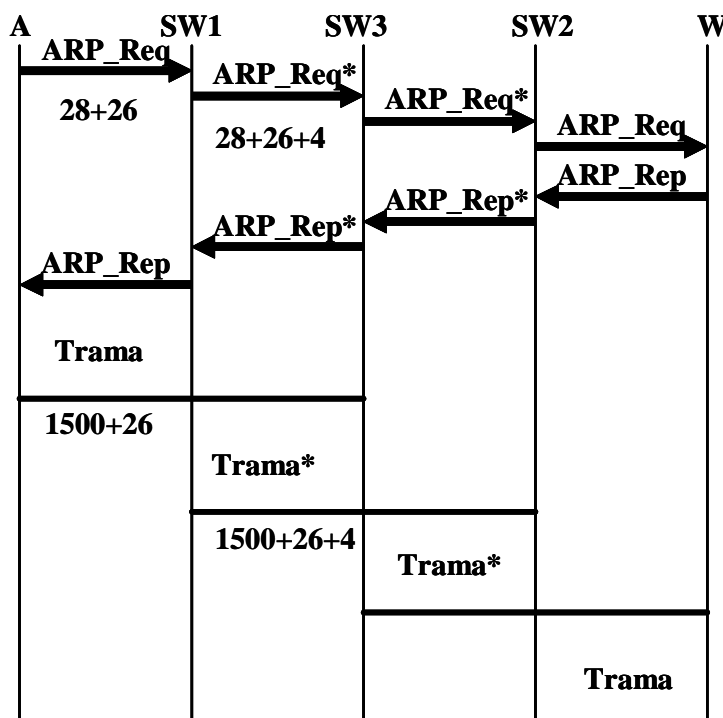 A SW1 SW3 SW2 W
ARP_Req
ARP_Req*
ARP_Req*
28+26
ARP_Req
28+26+4
ARP_Rep
ARP_Rep*
ARP_Rep*
ARP_Rep
Trama
1500+26
Trama*
1500+26+4
Trama*
Trama